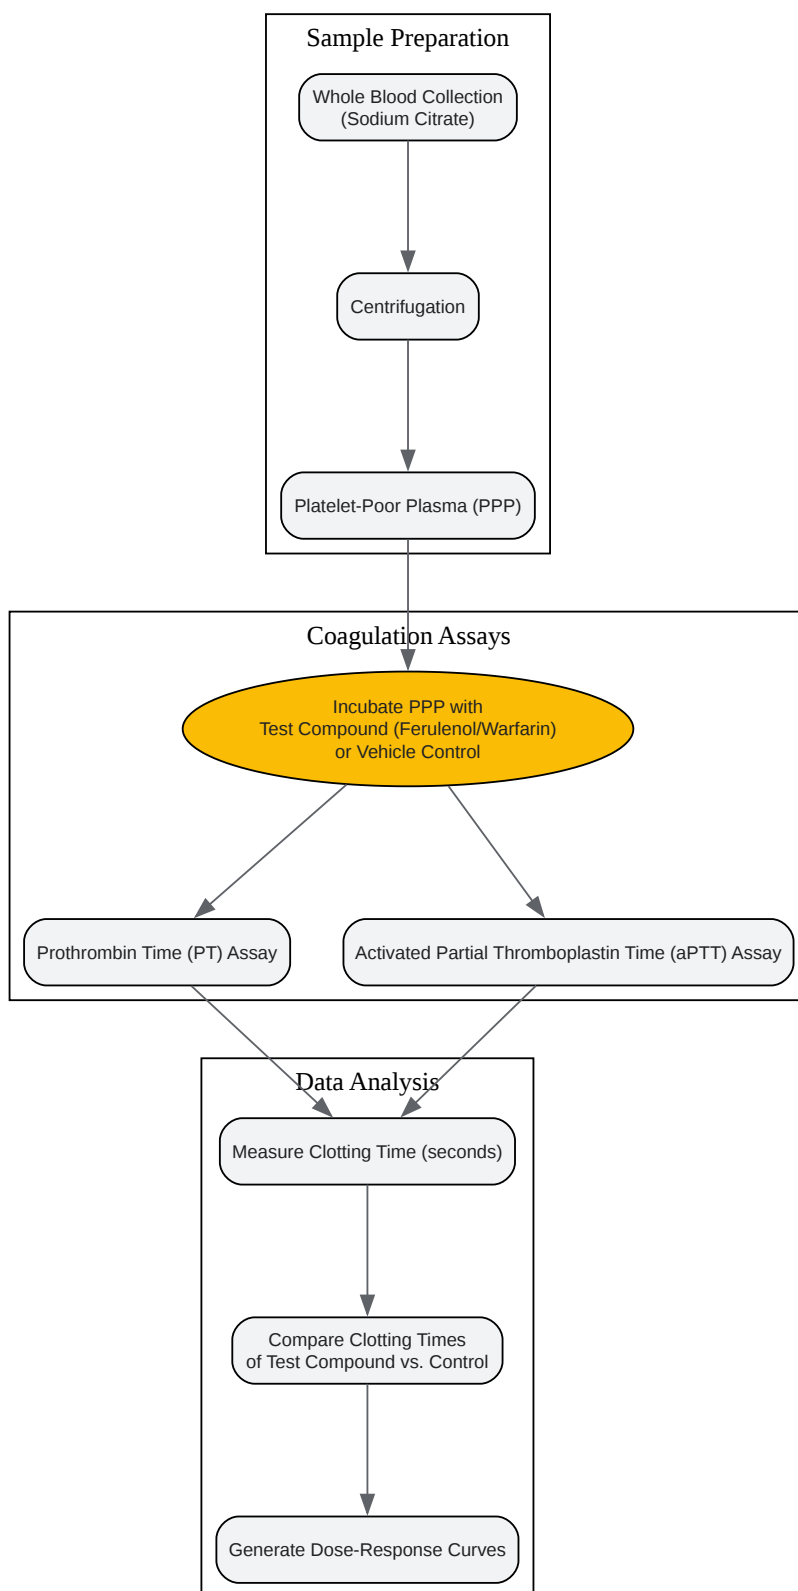 Sample Preparation
Whole Blood Collection
(Sodium Citrate)
Centrifugation
Platelet-Poor Plasma (PPP)
Coagulation Assays
Incubate PPP with
Test Compound (Ferulenol/Warfarin)
or Vehicle Control
Prothrombin Time (PT) Assay
Activated Partial Thromboplastin Time (aPTT) Assay
Data Analysis
Measure Clotting Time (seconds)
Compare Clotting Times
of Test Compound vs. Control
Generate Dose-Response Curves